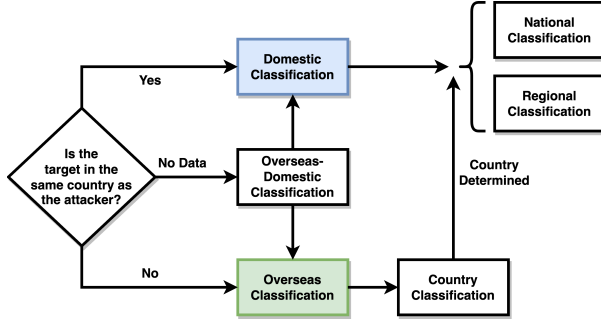 Is the
target in the
same country as
the attacker?
Yes
No Data
No
Domestic
Classification
Overseas-
Domestic
Classification
Overseas
Classification
Country
Classification
Country
Determined
National
Classification
Regional
Classification